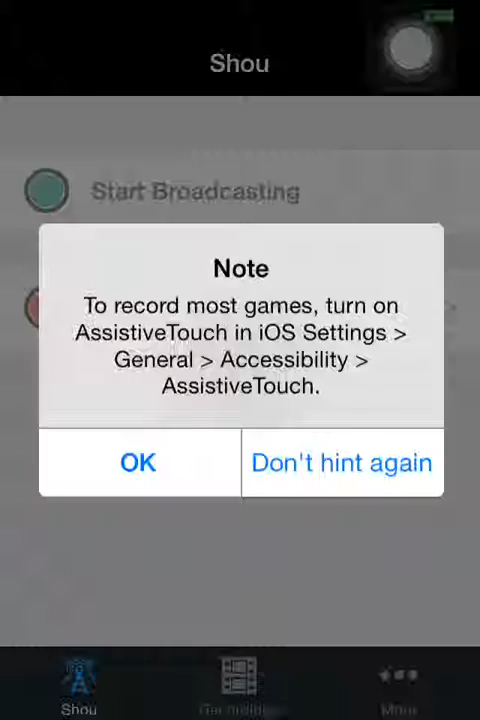 Shou
Start Broadcasting
Note
To record most games, turn on
AssistiveTouch in iOS Settings >
General > Accessibility >
AssistiveTouch.
OK
Don't hint again
Shou
More